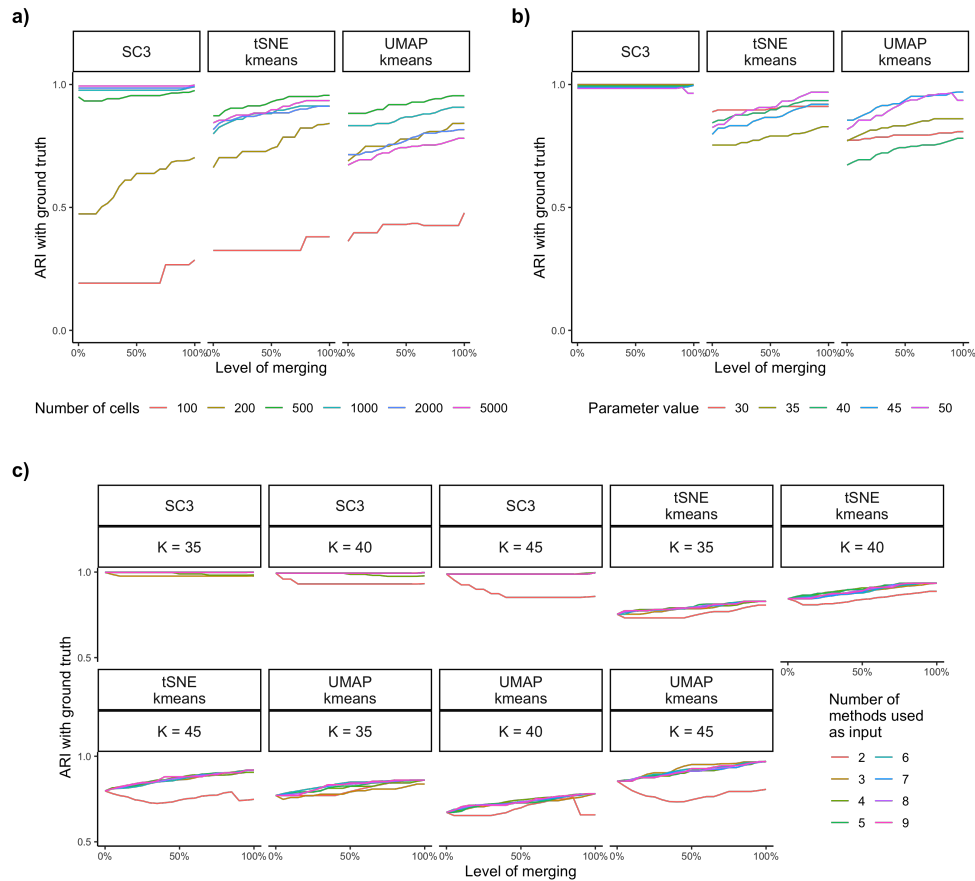 a)
SC3
tSNE
kmeans
UMAP
kmeans
ARI with ground truth
1.0
0.5
0.0
0% 50% 100% 0% 50% 100% 0% 50% 100%
Level of merging
Number of cells 100 200 500 1000 2000 5000
b)
SC3
tSNE
kmeans
UMAP
kmeans
ARI with ground truth
1.0
0.5
0.0
0% 50% 100% 0% 50% 100% 0% 50% 100%
Level of merging
Parameter value 30 35 40 45 50
c)
SC3
K = 35
SC3
K = 40
SC3
K = 45
tSNE
kmeans
K = 35
tSNE
kmeans
K = 40
ARI with ground truth
1.0
0.5
0% 50% 100%
tSNE
kmeans
K = 45
UMAP
kmeans
K = 35
UMAP
kmeans
K = 40
UMAP
kmeans
K = 45
1.0
0.5
0% 50% 100% 0% 50% 100% 0% 50% 100% 0% 50% 100%
Level of merging
Number of
methods used
as input
2 6
3 7
4 8
5 9